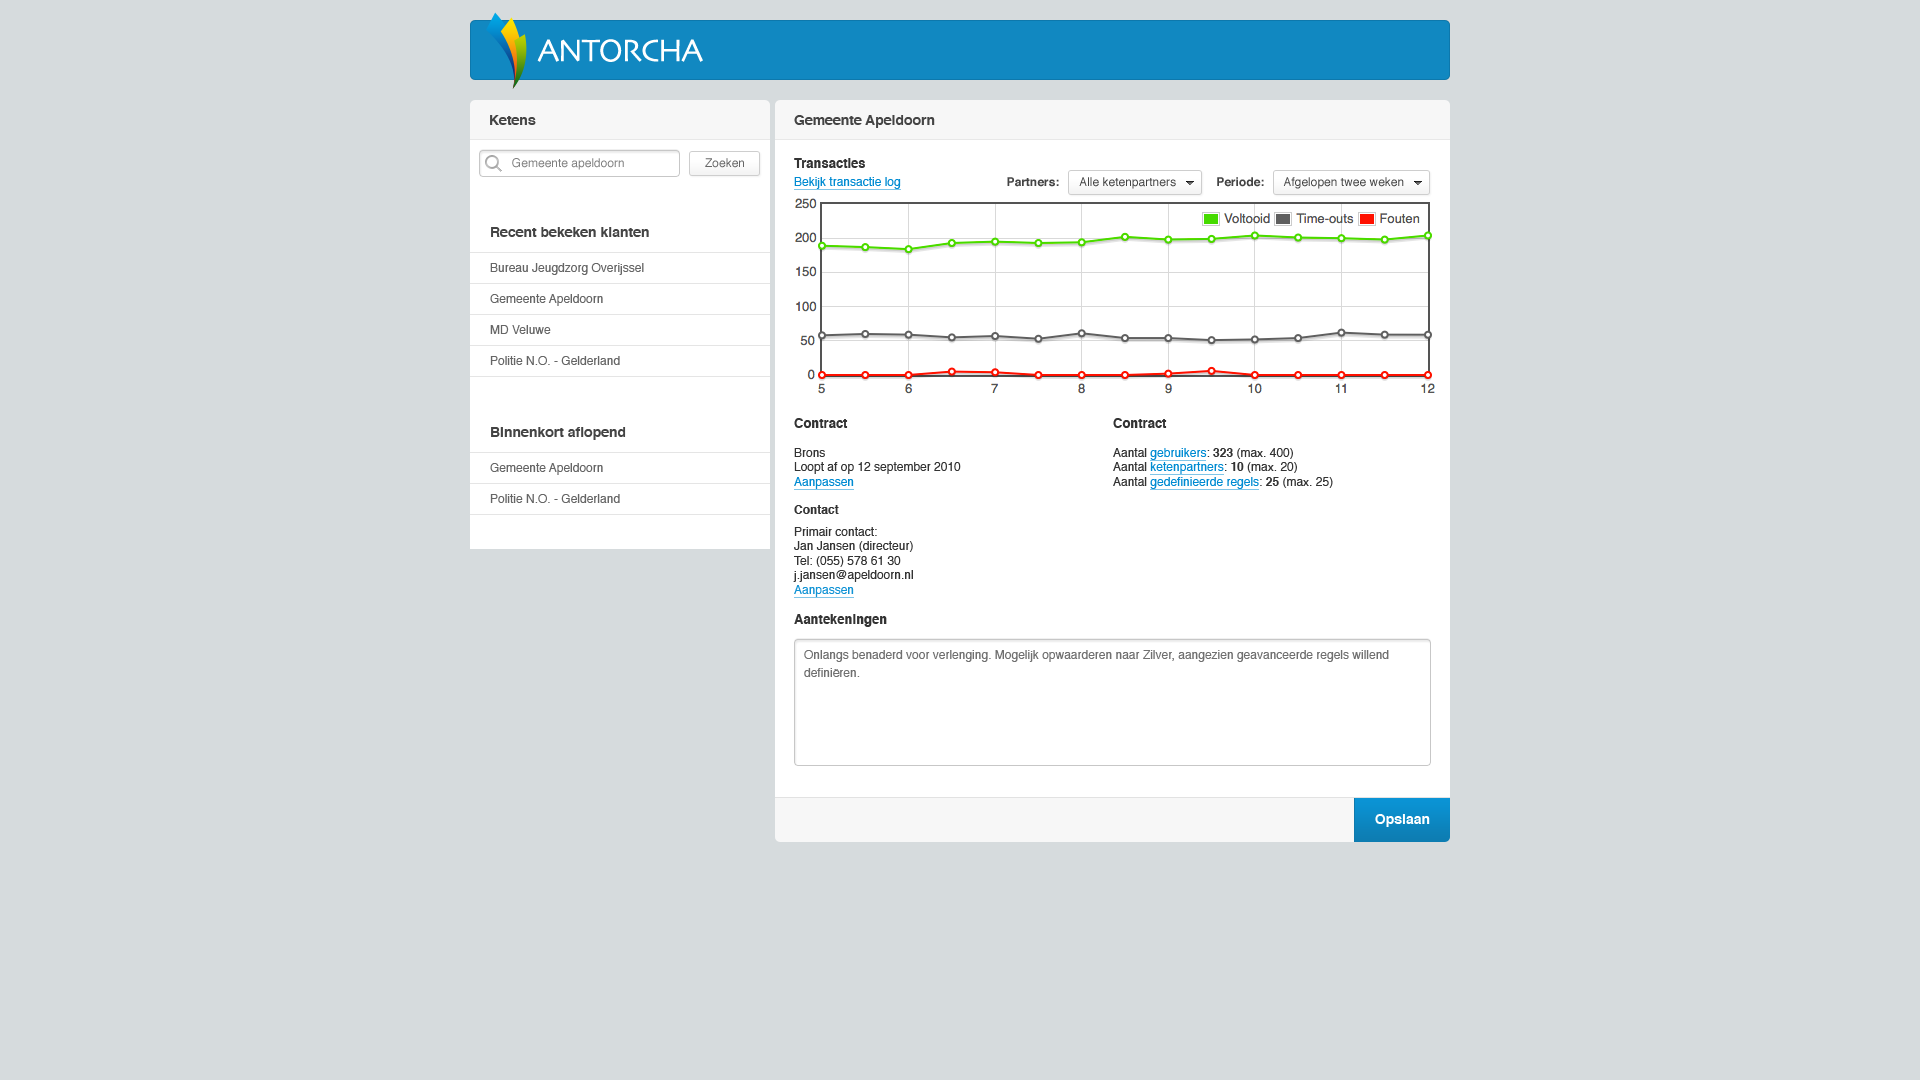 ANTORCHA
Ketens
Gemeente apeldoorn
Zoeken
Recent bekeken klanten
Bureau Jeugdzorg Overijssel
Gemeente Apeldoorn
MD Veluwe
Politie N.O. - Gelderland
Binnenkort aflopend
Gemeente Apeldoorn
Politie N.O. - Gelderland
Gemeente Apeldoorn
Transacties
Bekijk transactie log
Partners: Alle ketenpartners Periode: Afgelopen twee weken
Voltooid Time-outs Fouten
250
200
150
100
50
0
5 6 7 8 9 10 11 12
Contract
Brons
Loopt af op 12 september 2010
Aanpassen
Contract
Aantal gebruikers: 323 (max. 400)
Aantal ketenpartners: 10 (max. 20)
Aantal gedefinieerde regels: 25 (max. 25)
Contact
Primair contact:
Jan Jansen (directeur)
Tel: (055) 578 61 30
j.jansen@apeldoorn.nl
Aanpassen
Aantekeningen
Onlangs benaderd voor verlenging. Mogelijk opwaarderen naar Zilver, aangezien geavanceerde regels willend
definiëren.
Opslaan